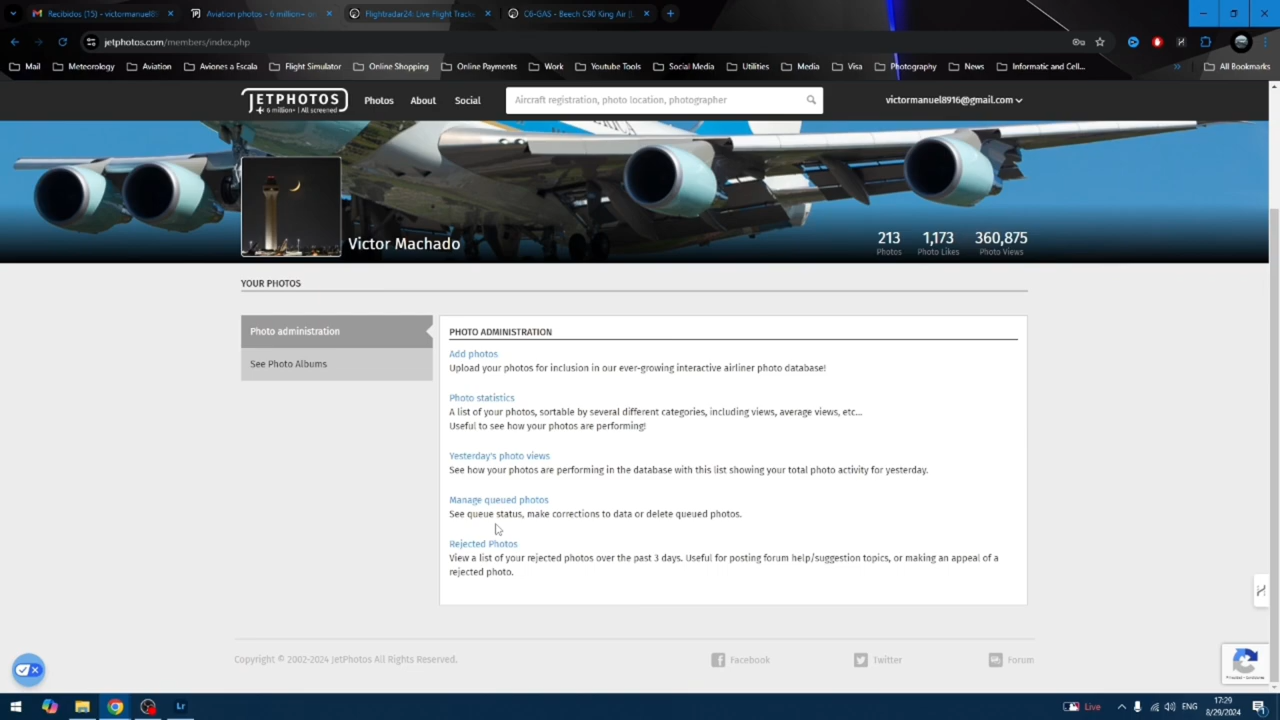 Recibidos (15) - victormanuel8
Aviation photos - 6 million+ on
Flightradar24: Live Flight Tracke
C6-GAS - Beech C90 King Air (L
jetphotos.com/members/index.php
Mail
Meteorology
Aviation
Aviones a Escala
Flight Simulator
Online Shopping
Online Payments
Work
Youtube Tools
Social Media
Utilities
Media
Visa
Photography
News
Informatic and Cell...
All Bookmarks
JETPHOTOS
6 million+ | All screened
Photos
About
Social
Aircraft registration, photo location, photographer
victormanuel8916@gmail.com
Victor Machado
213
1,173
360,875
Photos
Photo Likes
Photo Views
YOUR PHOTOS
Photo administration
See Photo Albums
PHOTO ADMINISTRATION
Add photos
Upload your photos for inclusion in our ever-growing interactive airliner photo database!
Photo statistics
A list of your photos, sortable by several different categories, including views, average views, etc...
Useful to see how your photos are performing!
Yesterday's photo views
See how your photos are performing in the database with this list showing your total photo activity for yesterday.
Manage queued photos
See queue status, make corrections to data or delete queued photos.
Rejected Photos
View a list of your rejected photos over the past 3 days. Useful for posting forum help/suggestion topics, or making an appeal of a
rejected photo.
Copyright © 2002-2024 JetPhotos All Rights Reserved.
Facebook
Twitter
Forum
Lr
Live
ENG
17:29
8/29/2024